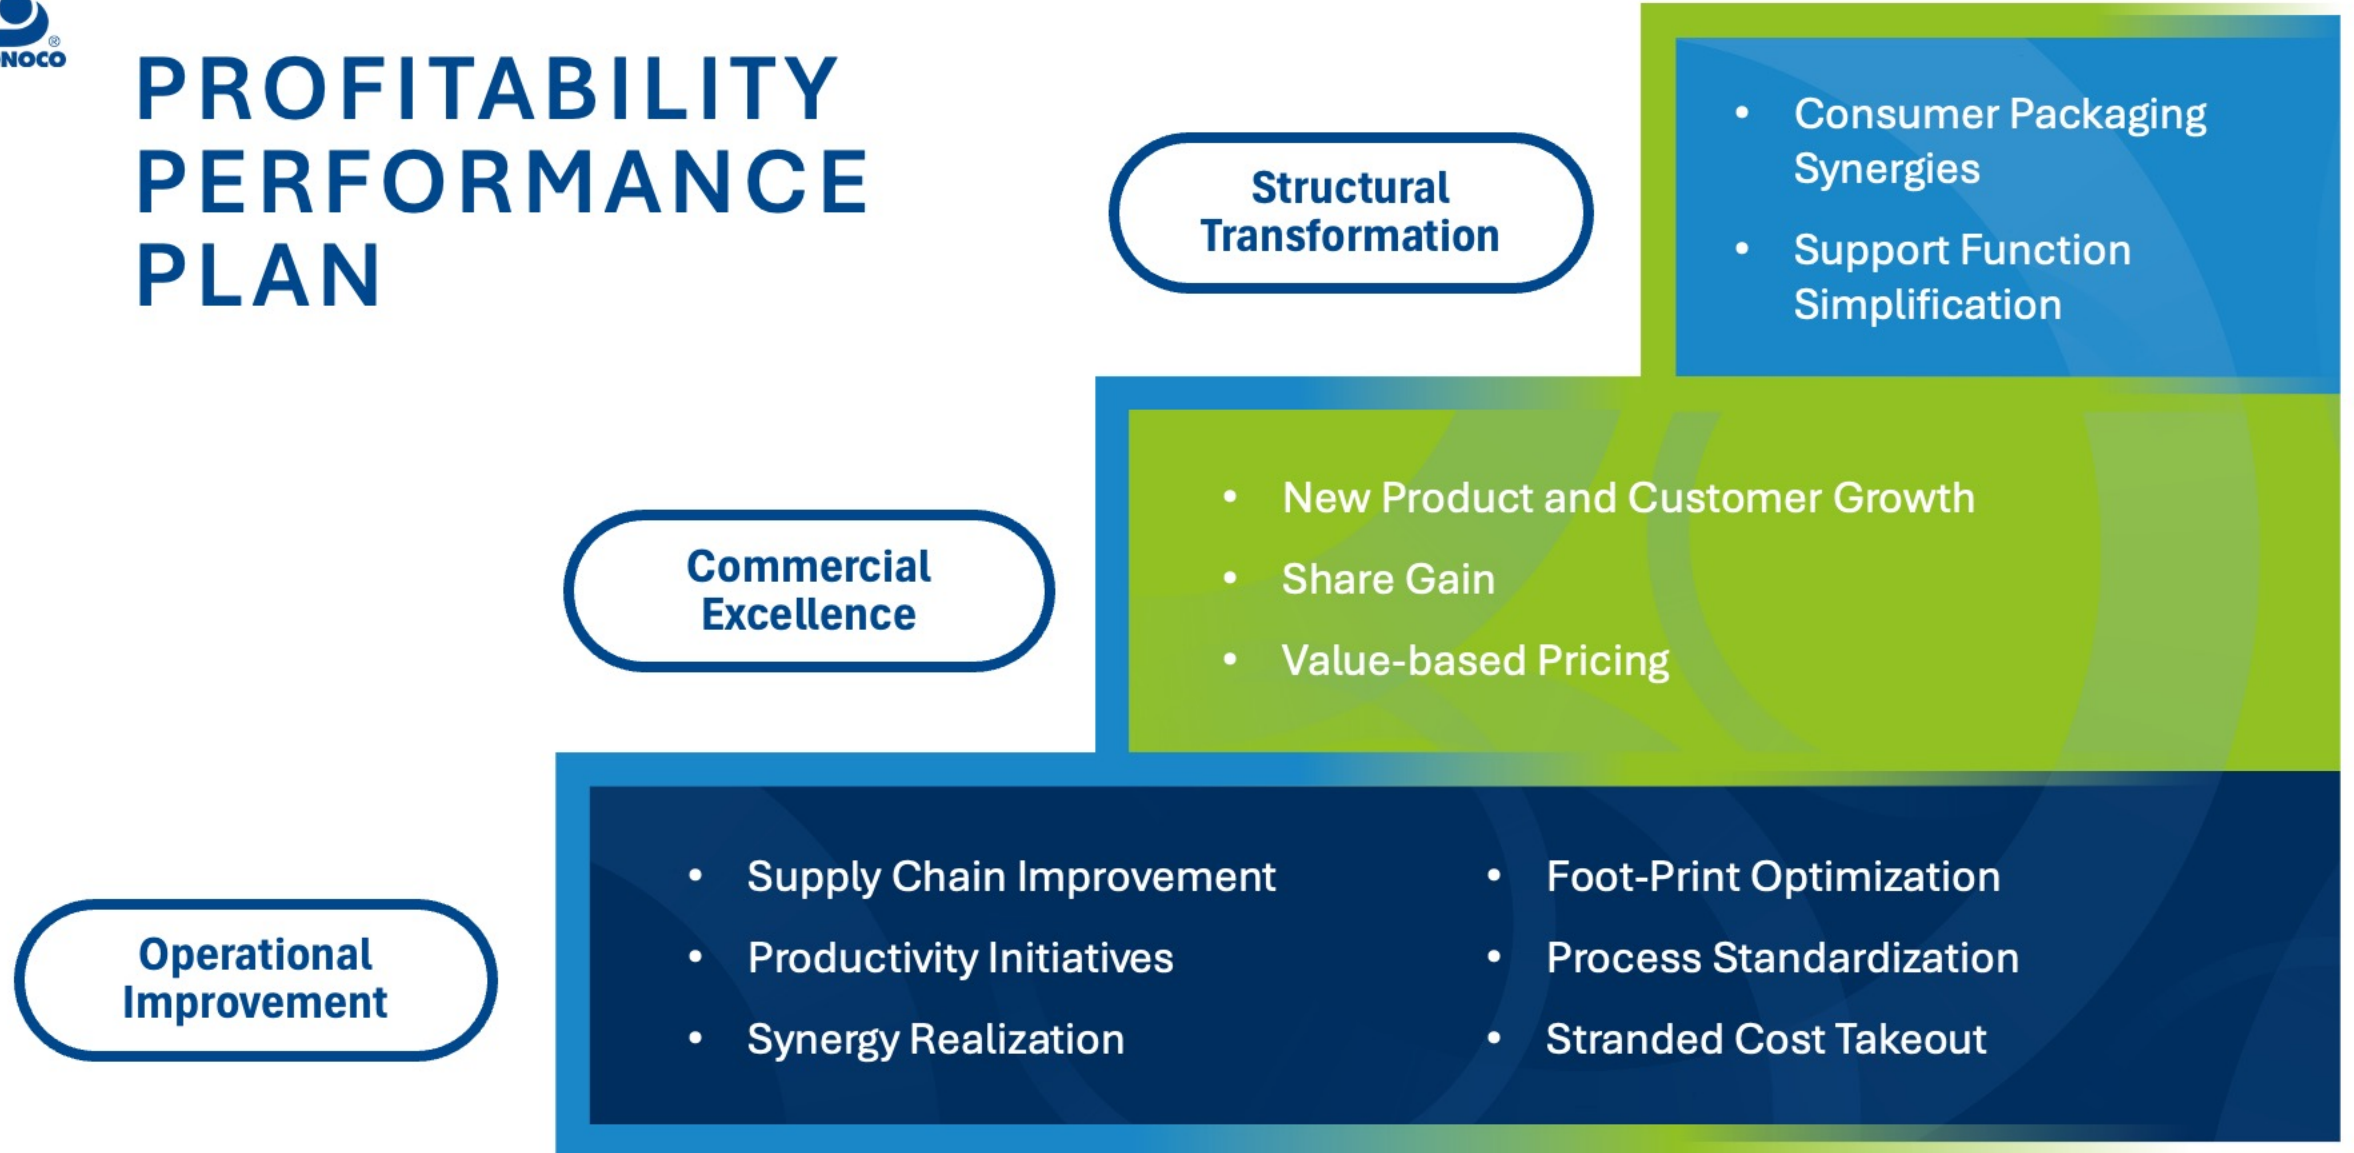 NOCO
®
PROFITABILITY
PERFORMANCE
PLAN
Structural
Transformation
• Consumer Packaging
Synergies
• Support Function
Simplification
Commercial
Excellence
• New Product and Customer Growth
• Share Gain
• Value-based Pricing
Operational
Improvement
• Supply Chain Improvement
• Productivity Initiatives
• Synergy Realization
• Foot-Print Optimization
• Process Standardization
• Stranded Cost Takeout